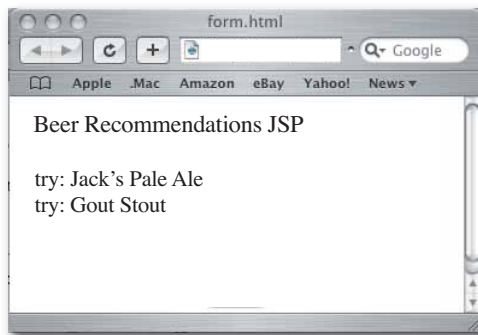 form.html
Google
Apple .Mac Amazon eBay Yahoo! News
Beer Recommendations JSP
try: Jack’s Pale Ale
try: Gout Stout